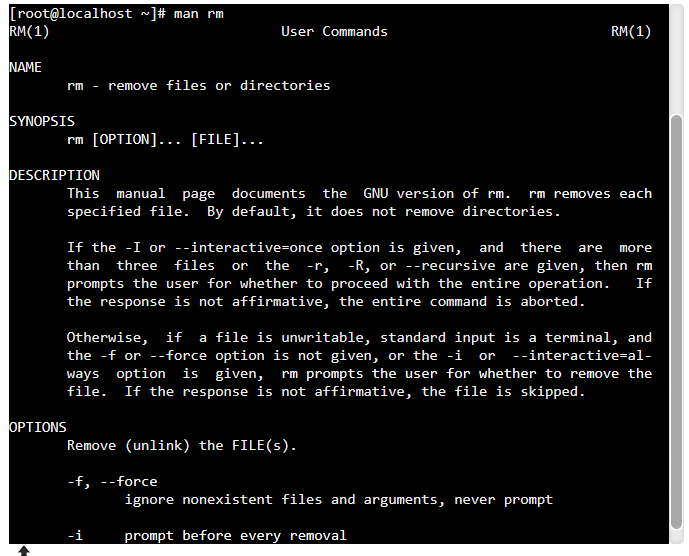 [root@localhost ~]# man rm
RM(1)                            User Commands                           RM(1)
NAME
       rm - remove files or directories
SYNOPSIS
       rm [OPTION]... [FILE]...
DESCRIPTION
       This  manual  page  documents  the  GNU version of rm.  rm removes each
       specified file.  By default, it does not remove directories.
       If the -I or --interactive=once option is given,  and  there  are  more
       than  three  files  or  the  -r,  -R, or --recursive are given, then rm
       prompts the user for whether to proceed with the entire operation.   If
       the response is not affirmative, the entire command is aborted.
       Otherwise,  if  a file is unwritable, standard input is a terminal, and
       the -f or --force option is not given, or the -i  or  --interactive=al-
       ways  option  is  given,  rm prompts the user for whether to remove the
       file.  If the response is not affirmative, the file is skipped.
OPTIONS
       Remove (unlink) the FILE(s).
       -f, --force
              ignore nonexistent files and arguments, never prompt
       -i     prompt before every removal